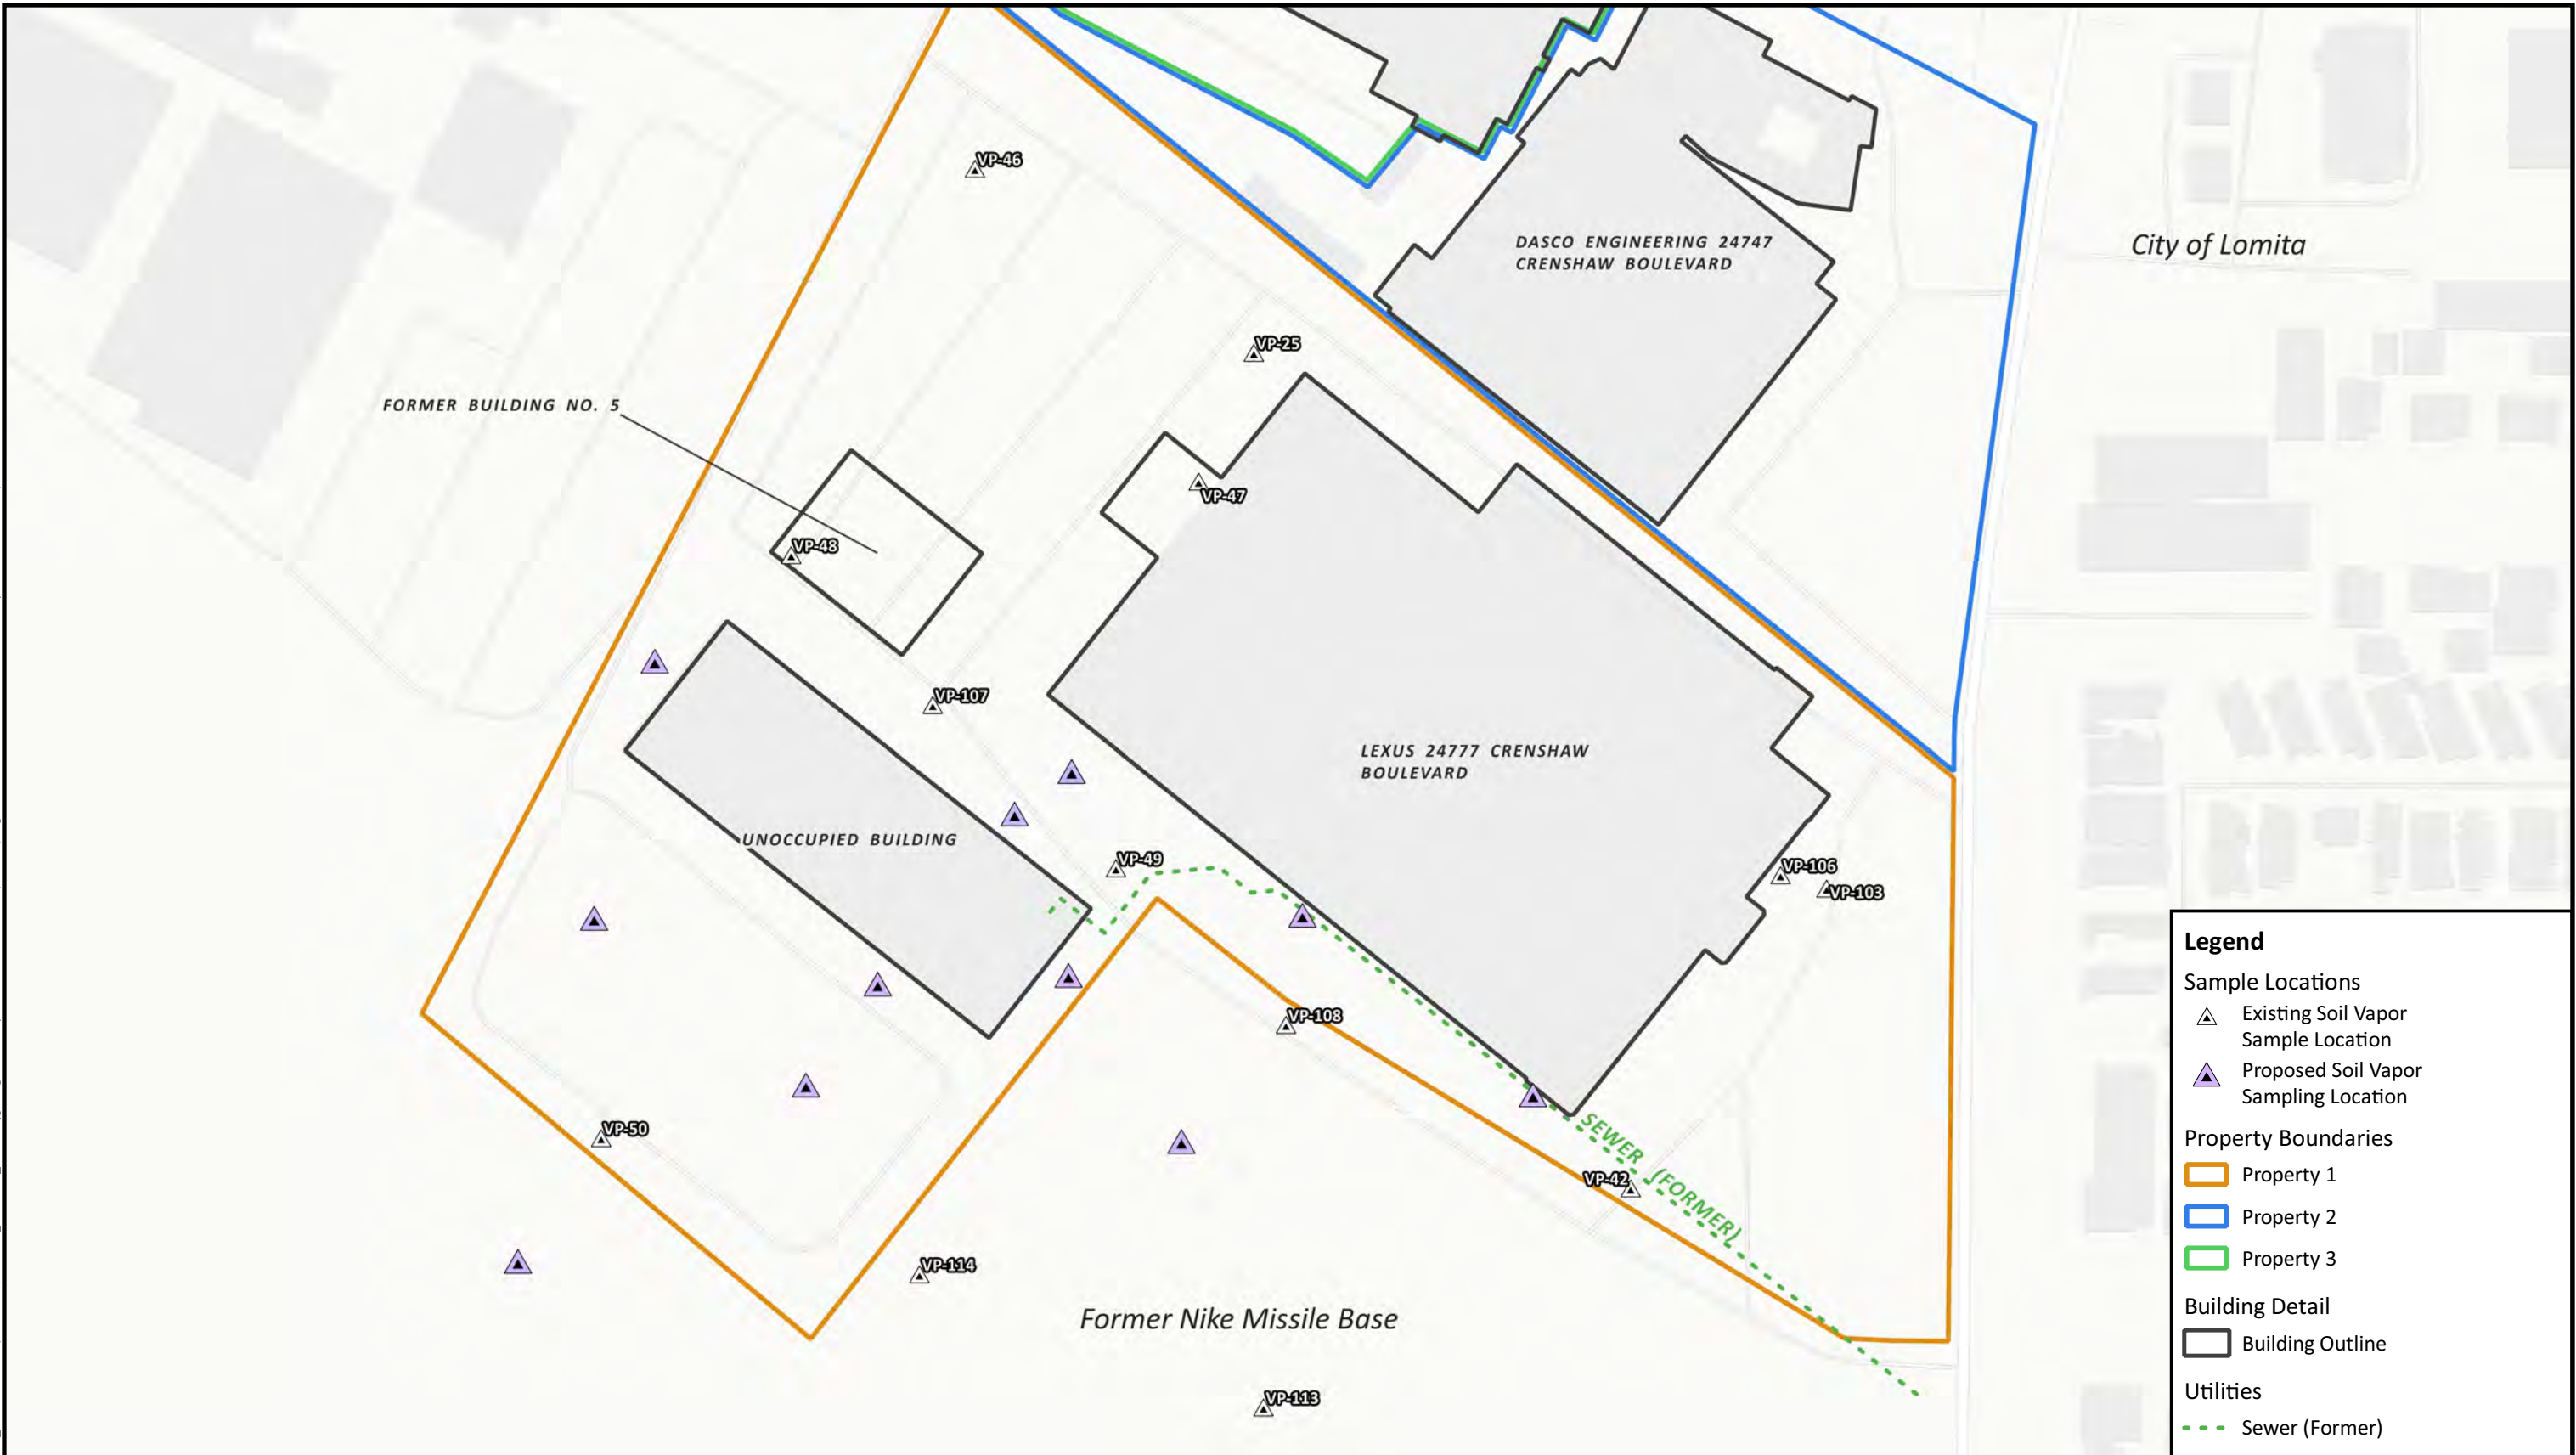 VP-46
DASCO ENGINEERING 24747
CRENSHAW BOULEVARD
City of Lomita
VP-25
FORMER BUILDING NO. 5
VP-47
VP-48
VP-107
LEXUS 24777 CRENSHAW
BOULEVARD
UNOCCUPIED BUILDING
VP-49
VP-106
VP-103
VP-108
VP-50
SEWER (FORMER)
VP-42
VP-114
Former Nike Missile Base
VP-113
Legend
Sample Locations
Existing Soil Vapor
Sample Location
Proposed Soil Vapor
Sampling Location
Property Boundaries
Property 1
Property 2
Property 3
Building Detail
Building Outline
Utilities
Sewer (Former)